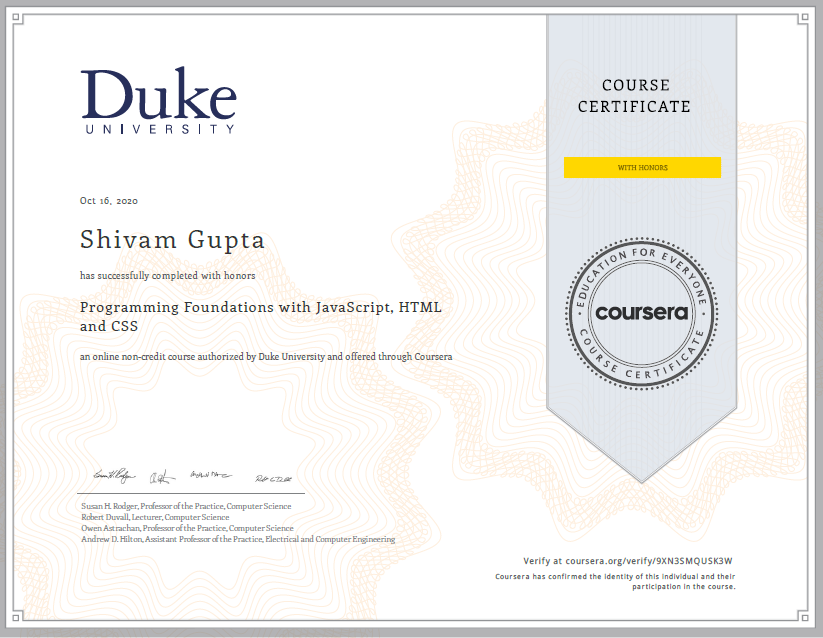 Duke
UNIVERSITY
COURSE
CERTIFICATE
WITH HONORS
Oct 16, 2020
Shivam Gupta
has successfully completed with honors
Programming Foundations with JavaScript, HTML
and CSS
an online non-credit course authorized by Duke University and offered through Coursera
EDUCATION FOR EVERYONE
coursera
COURSE CERTIFICATE
Susan H. Rodger, Professor of the Practice, Computer Science
Robert Duvall, Lecturer, Computer Science
Owen Astrachan, Professor of the Practice, Computer Science
Andrew D. Hilton, Assistant Professor of the Practice, Electrical and Computer Engineering
Verify at coursera.org/verify/9XN3SMQUSK3W
Coursera has confirmed the identity of this individual and their
participation in the course.